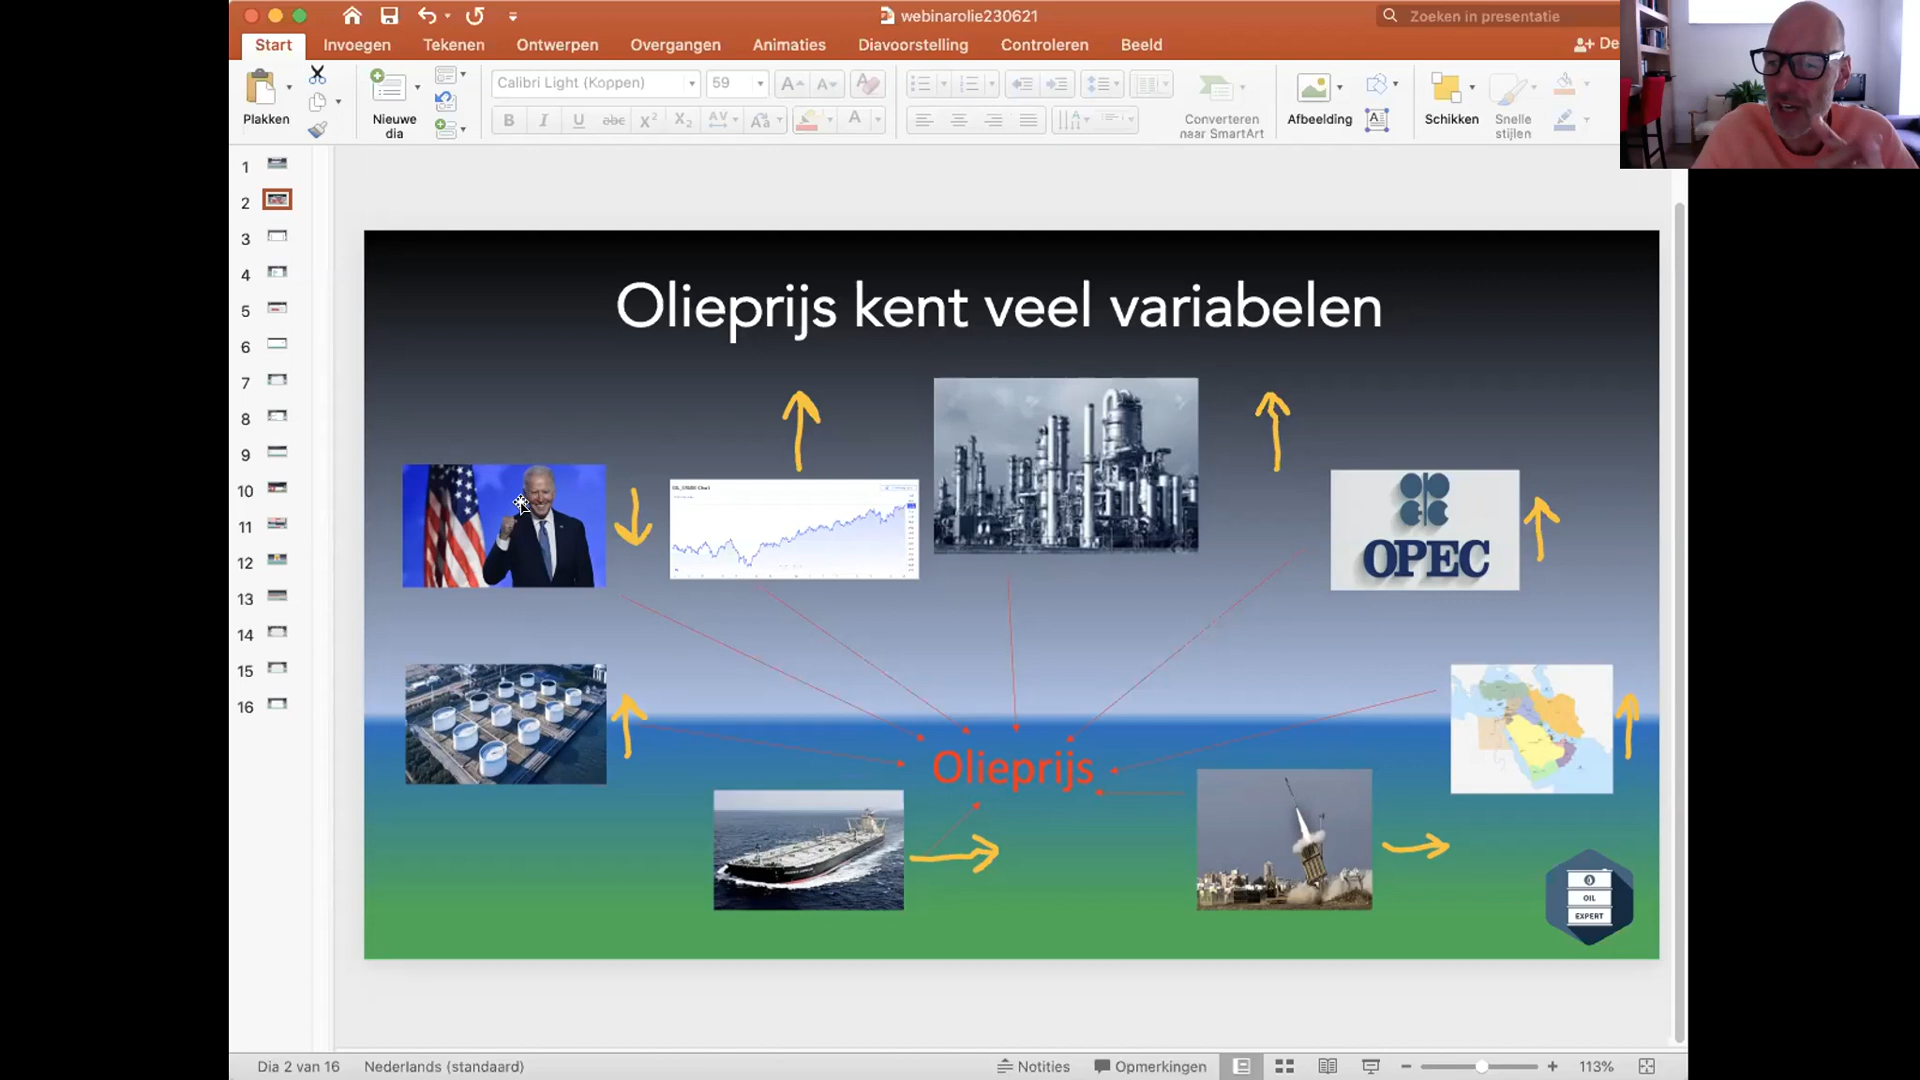 webinarolie230621
Zoeken in presentatie
Start
Invoegen
Tekenen
Ontwerpen
Overgangen
Animaties
Diavoorstelling
Controleren
Beeld
De
Plakken
Nieuwe
dia
Calibri Light (Koppen)
59
Converteren
naar SmartArt
Afbeelding
Schikken
Snelle
stijlen
1
2
3
4
5
6
7
8
9
10
11
12
13
14
15
16
Olieprijs kent veel variabelen
OPEC
Olieprijs
OIL
EXPERT
Dia 2 van 16
Nederlands (standaard)
Notities
Opmerkingen
113%